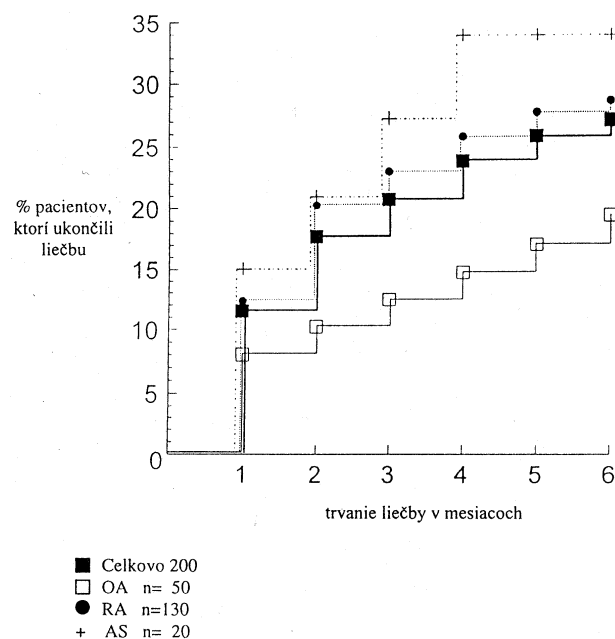 35
30
25
20
15
10
5
0
% pacientov,
ktorí ukončili
liečbu
1 2 3 4 5 6
trvanie liečby v mesiacoch
■ Celkovo 200
□ OA n= 50
● RA n=130
+ AS n= 20